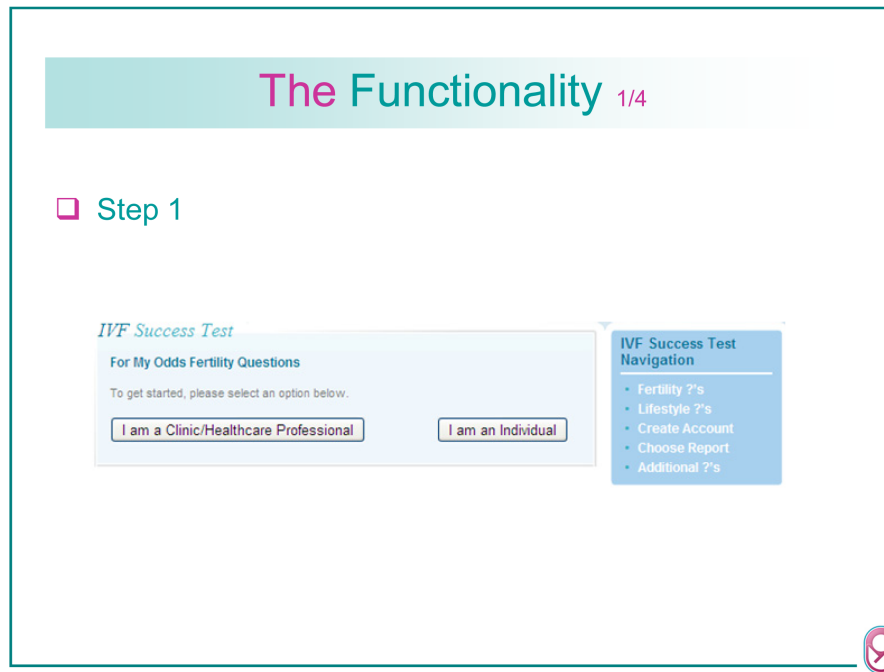 The Functionality 1/4
Step 1
IVF Success Test
For My Odds Fertility Questions
To get started, please select an option below.
I am a Clinic/Healthcare Professional
I am an Individual
IVF Success Test
Navigation
Fertility ?'s
Lifestyle ?'s
Create Account
Choose Report
Additional ?'s